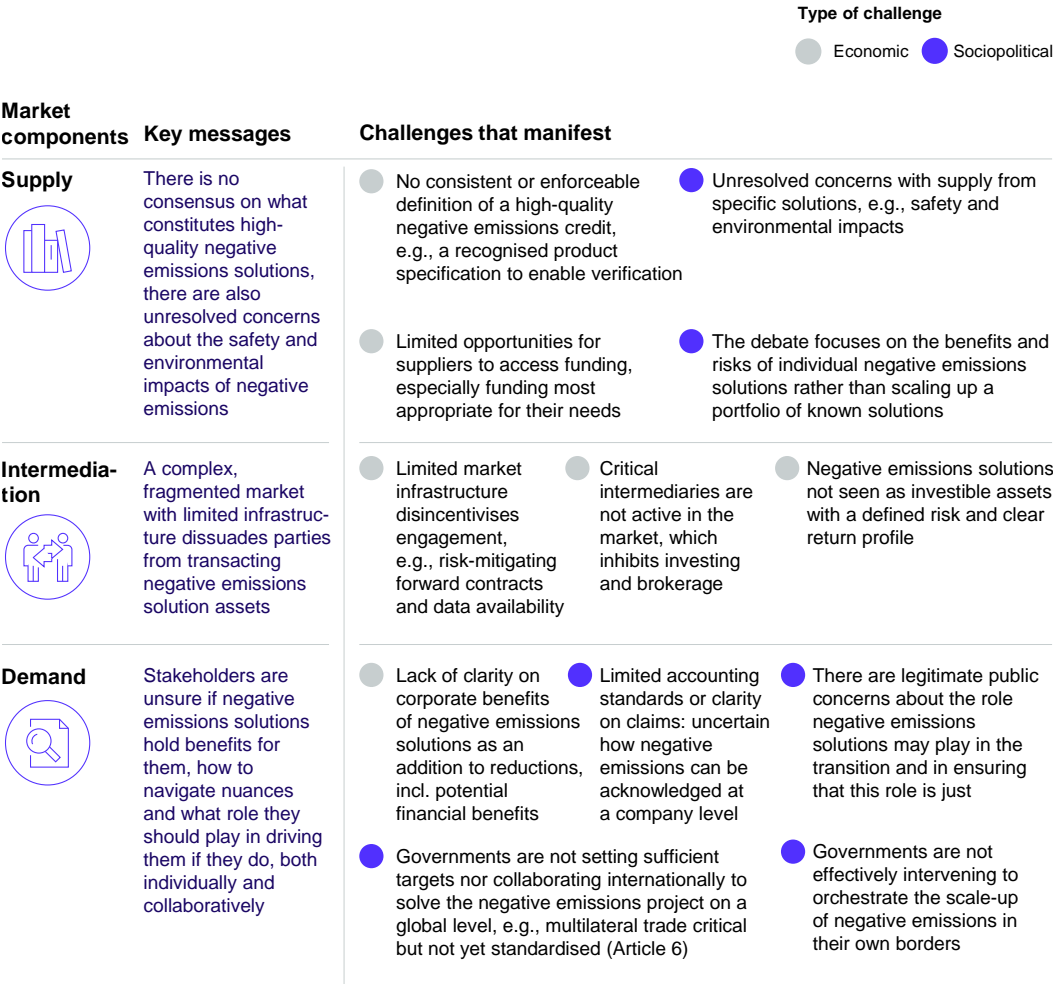 Type of challenge
Economic
Sociopolitical
Market
components
Key messages
Challenges that manifest
Supply
There is no
consensus on what
constitutes high-
quality negative
emissions solutions,
there are also
unresolved concerns
about the safety and
environmental
impacts of negative
emissions
No consistent or enforceable
definition of a high-quality
negative emissions credit,
e.g., a recognised product
specification to enable verification
Unresolved concerns with supply from
specific solutions, e.g., safety and
environmental impacts
Limited opportunities for
suppliers to access funding,
especially funding most
appropriate for their needs
The debate focuses on the benefits and
risks of individual negative emissions
solutions rather than scaling up a
portfolio of known solutions
Intermedia-
tion
A complex,
fragmented market
with limited infrastruc-
ture dissuades parties
from transacting
negative emissions
solution assets
Limited market
infrastructure
disincentivises
engagement,
e.g., risk-mitigating
forward contracts
and data availability
Critical
intermediaries are
not active in the
market, which
inhibits investing
and brokerage
Negative emissions solutions
not seen as investible assets
with a defined risk and clear
return profile
Demand
Stakeholders are
unsure if negative
emissions solutions
hold benefits for
them, how to
navigate nuances
and what role they
should play in driving
them if they do, both
individually and
collaboratively
Lack of clarity on
corporate benefits
of negative emissions
solutions as an
addition to reductions,
incl. potential
financial benefits
Limited accounting
standards or clarity
on claims: uncertain
how negative
emissions can be
acknowledged at
a company level
There are legitimate public
concerns about the role
negative emissions
solutions may play in the
transition and in ensuring
that this role is just
Governments are not setting sufficient
targets nor collaborating internationally to
solve the negative emissions project on a
global level, e.g., multilateral trade critical
but not yet standardised (Article 6)
Governments are not
effectively intervening to
orchestrate the scale-up
of negative emissions in
their own borders